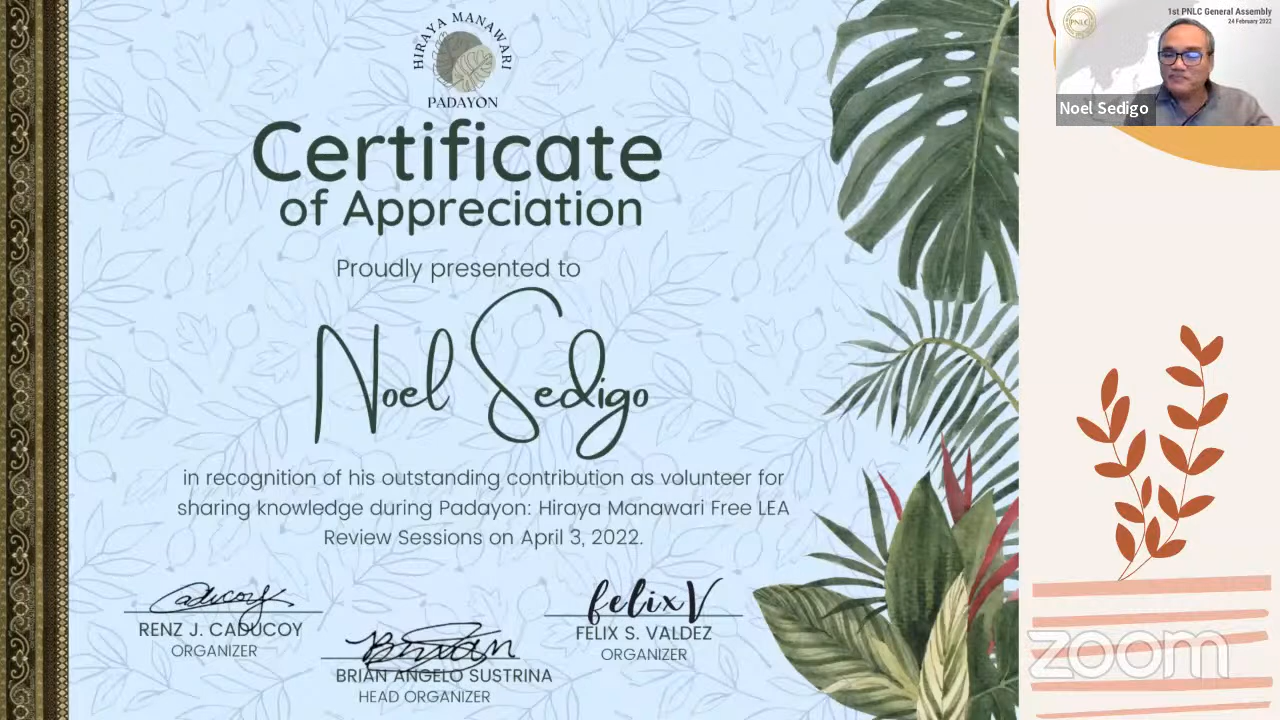 HIRAYA MANAWARI
PADAYON
Certificate
of Appreciation
Proudly presented to
Noel Sedigo
in recognition of his outstanding contribution as volunteer for
sharing knowledge during Padayon: Hiraya Manawari Free LEA
Review Sessions on April 3, 2022.
Caducoy
RENZ J. CADUCOY
ORGANIZER
BRIAN ANGELO SUSTRINA
HEAD ORGANIZER
felix V
FELIX S. VALDEZ
ORGANIZER
PNLC
1st PNLC General Assembly
24 February 2022
Noel Sedigo
zoom